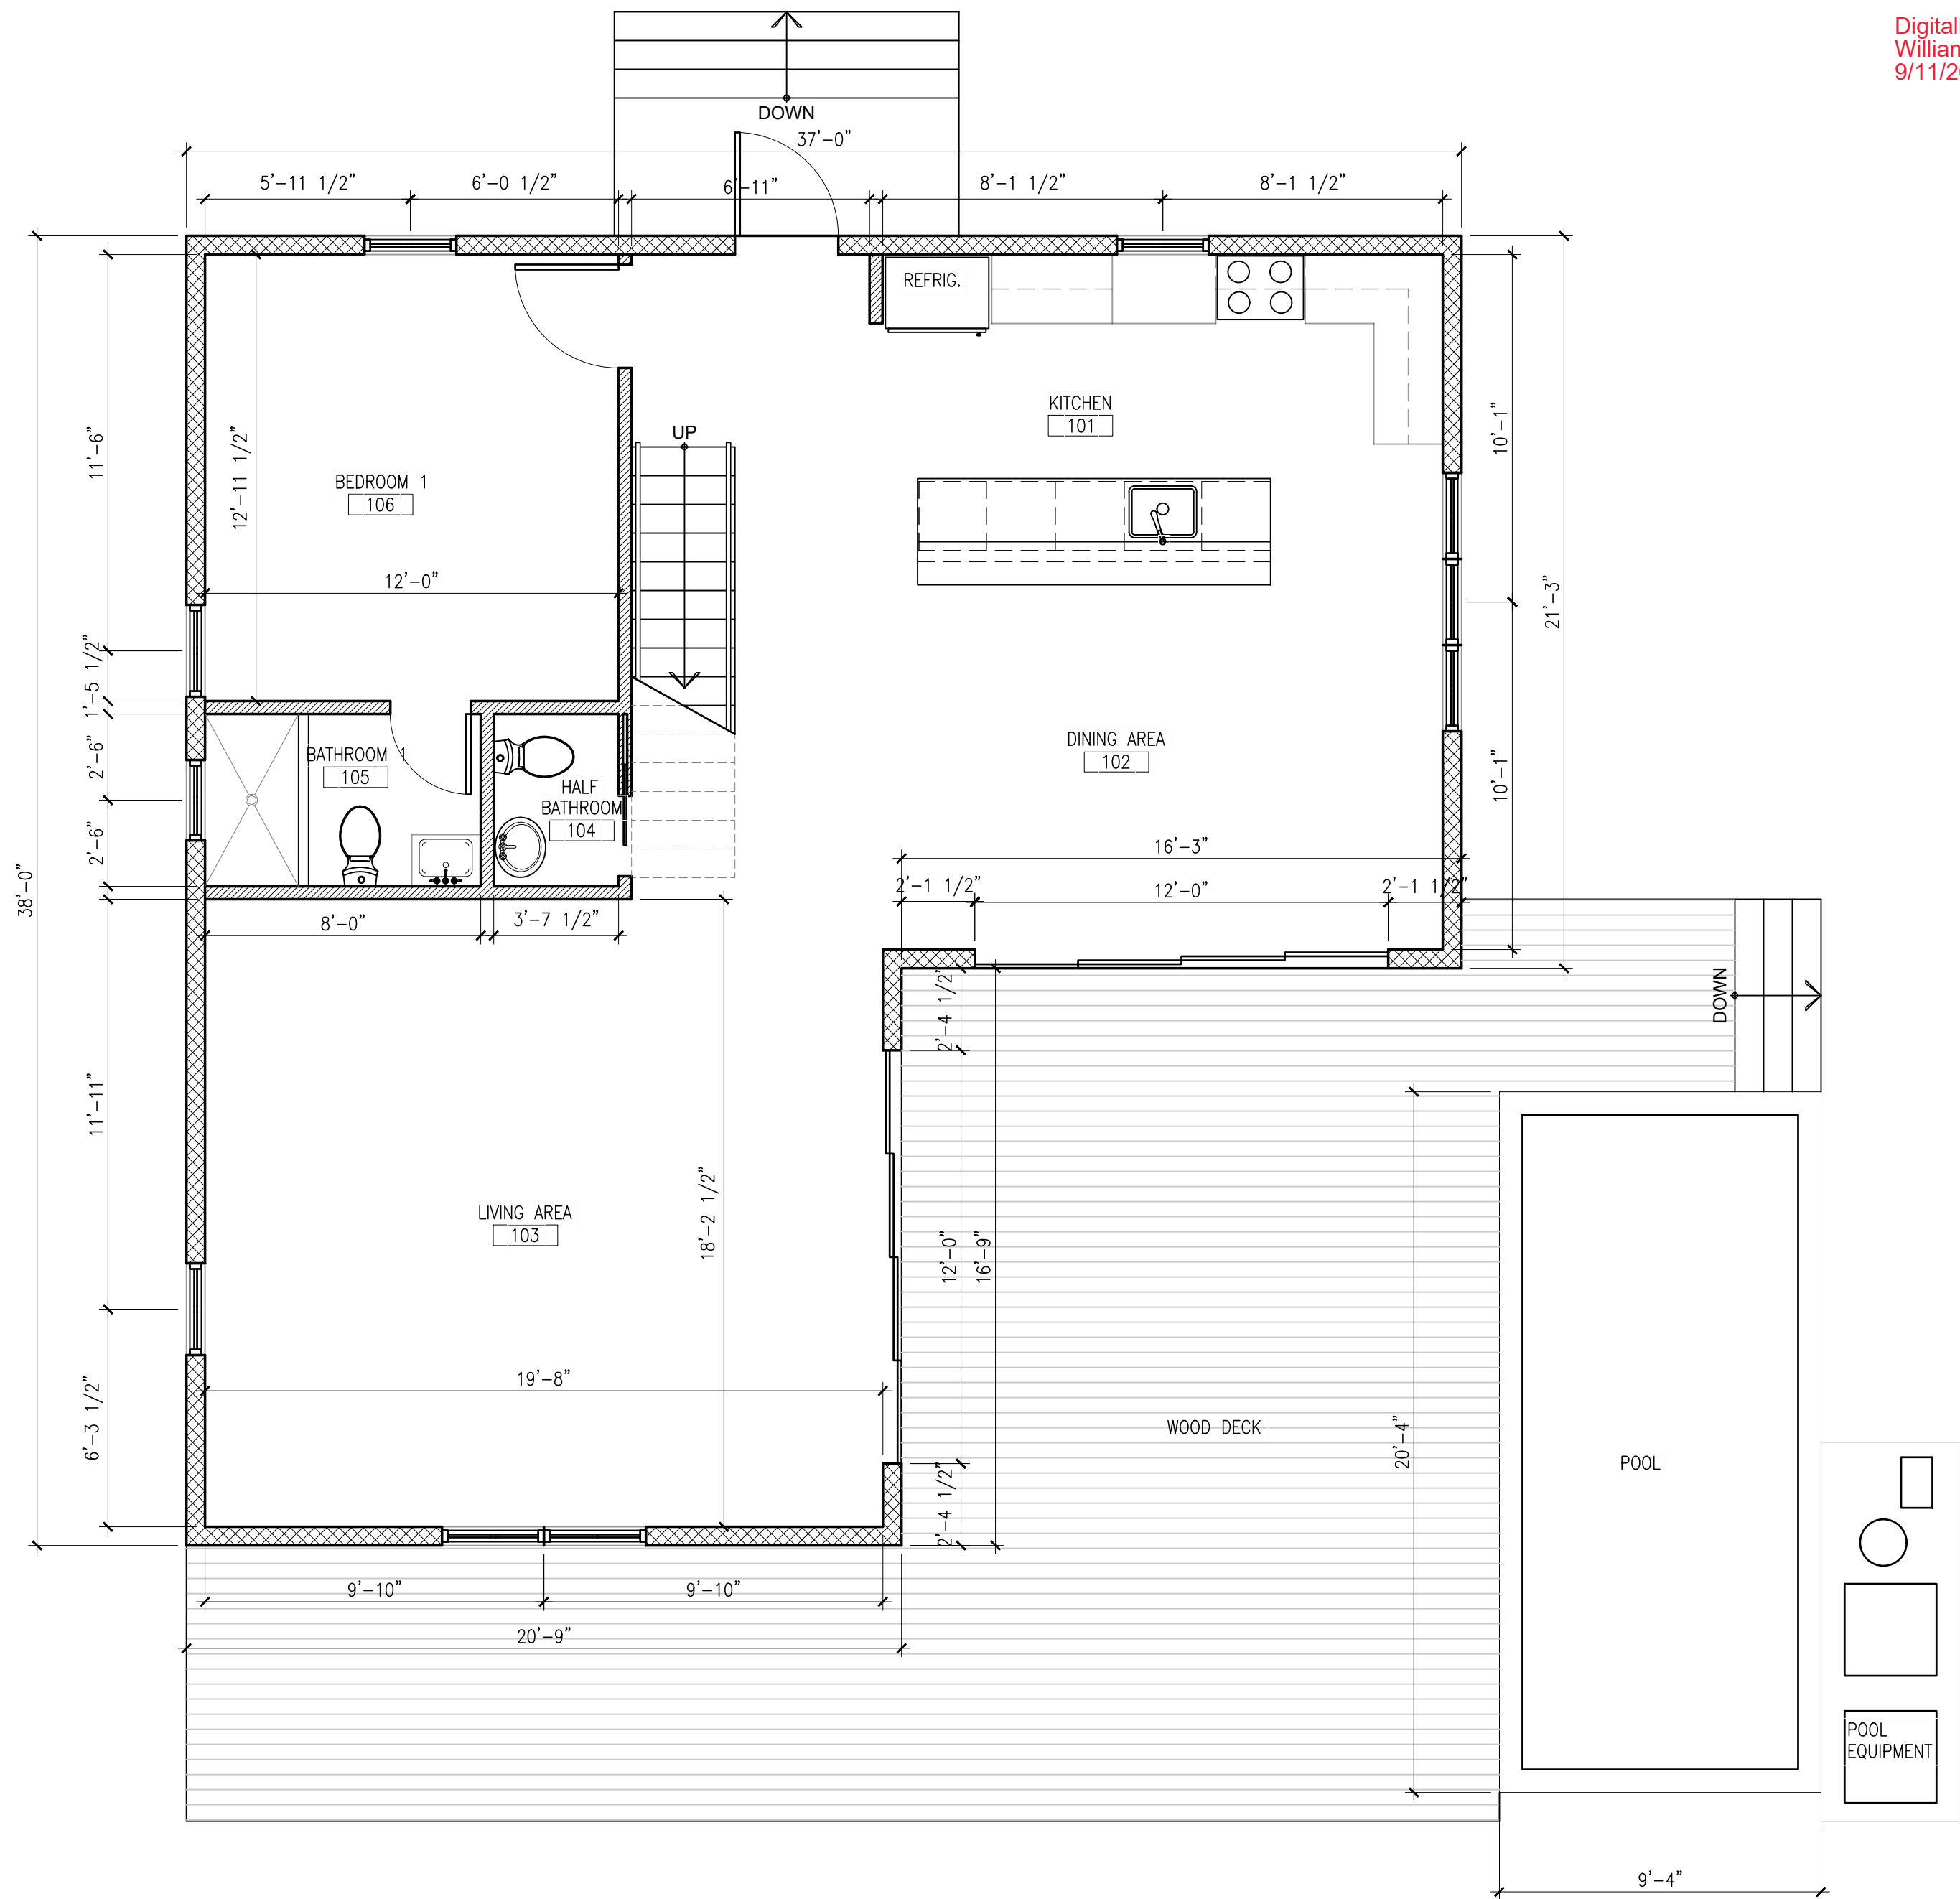 Digital
William
9/11/2
DOWN
37'-0"
5'-11 1/2"
6'-0 1/2"
6'-11"
8'-1 1/2"
8'-1 1/2"
REFRIG.
KITCHEN
101
UP
BEDROOM 1
106
12'-0"
12'-11 1/2"
11'-6"
1'-5 1/2"
2'-6"
2'-6"
38'-0"
10'-1"
21'-3"
10'-1"
DINING AREA
102
BATHROOM 1
105
HALF
BATHROOM
104
16'-3"
2'-1 1/2"
12'-0"
2'-1 1/2"
8'-0"
3'-7 1/2"
2'-4 1/2"
DOWN
11'-11"
18'-2 1/2"
LIVING AREA
103
12'-0"
16'-9"
19'-8"
6'-3 1/2"
WOOD DECK
20'-4"
POOL
2'-4 1/2"
9'-10"
9'-10"
20'-9"
POOL
EQUIPMENT
9'-4"